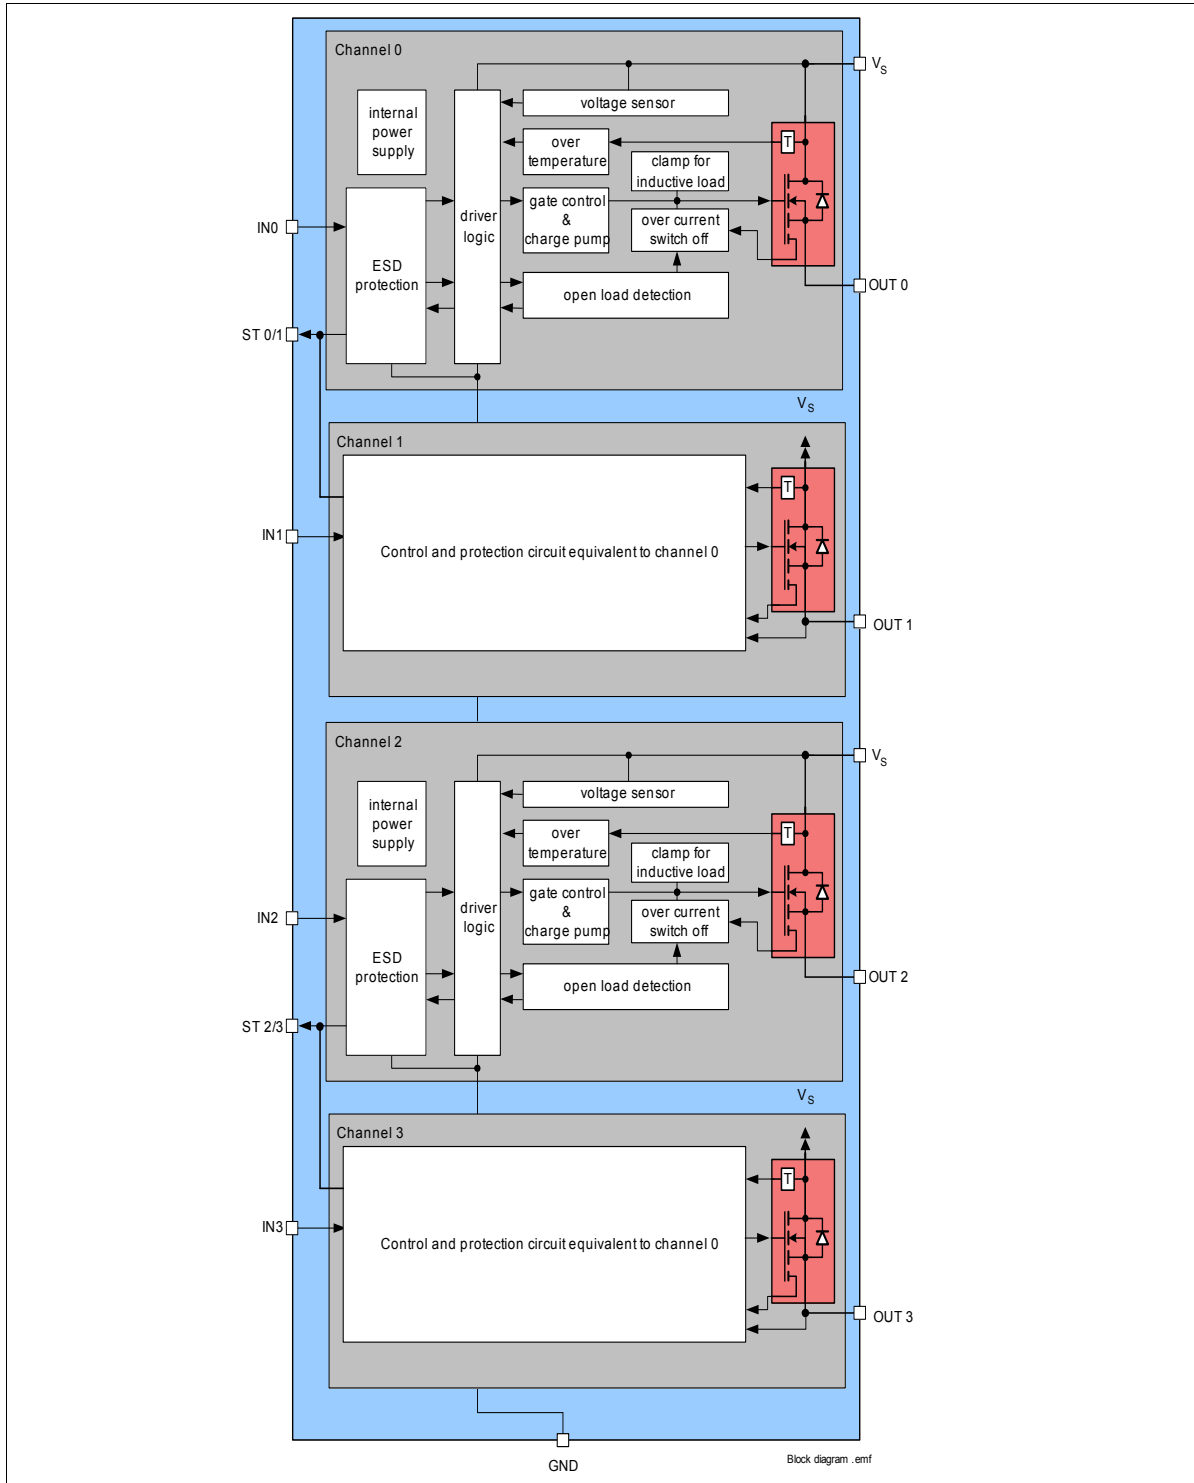 Channel 0
V_S
internal
power
supply
driver
logic
voltage sensor
over
temperature
T
clamp for
inductive load
gate control
&
charge pump
over current
switch off
IN0
ESD
protection
open load detection
OUT 0
ST 0/1
V_S
Channel 1
T
IN1
Control and protection circuit equivalent to channel 0
OUT 1
Channel 2
V_S
internal
power
supply
driver
logic
voltage sensor
over
temperature
T
clamp for
inductive load
gate control
&
charge pump
over current
switch off
IN2
ESD
protection
open load detection
OUT 2
ST 2/3
V_S
Channel 3
T
IN3
Control and protection circuit equivalent to channel 0
OUT 3
GND
Block diagram .emf